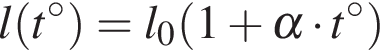 l(t°) = l₀(1 + α · t°)